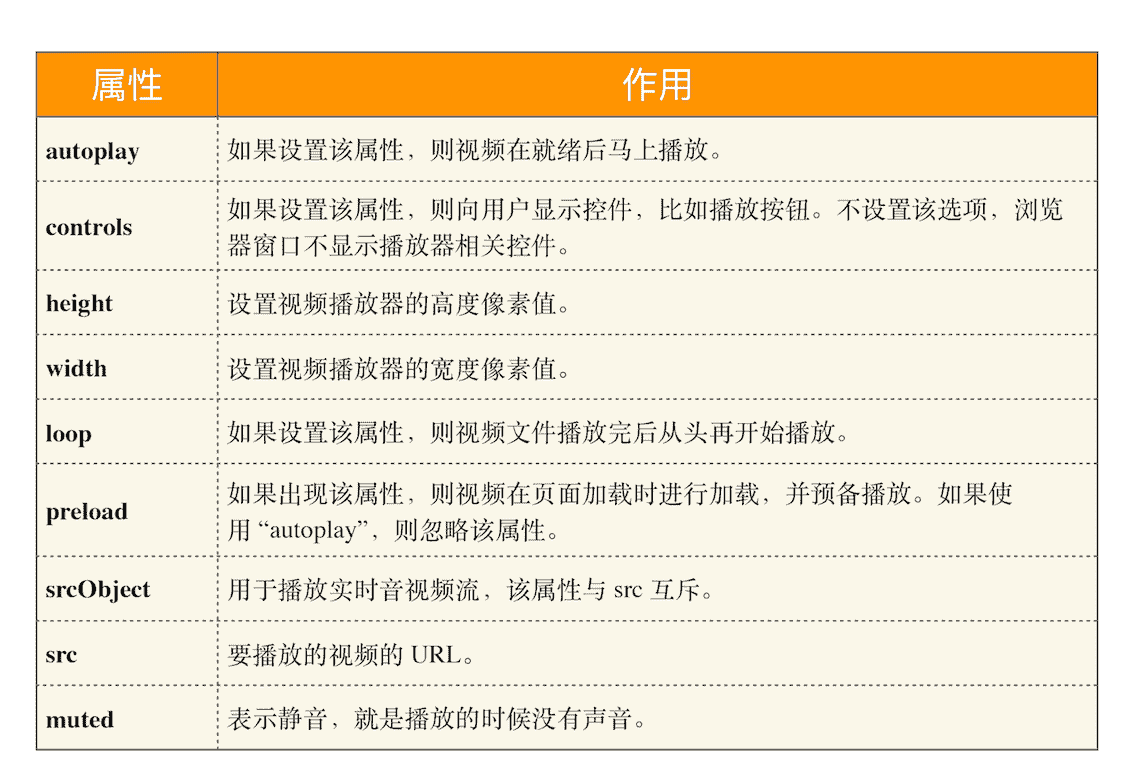 属性 作用
autoplay 如果设置该属性，则视频在就绪后马上播放。
controls 如果设置该属性，则向用户显示控件，比如播放按钮。不设置该选项，浏览
器窗口不显示播放器相关控件。
height 设置视频播放器的高度像素值。
width 设置视频播放器的宽度像素值。
loop 如果设置该属性，则视频文件播放完后从头再开始播放。
preload 如果出现该属性，则视频在页面加载时进行加载，并预备播放。如果使
用 “autoplay”，则忽略该属性。
srcObject 用于播放实时音视频流，该属性与 src 互斥。
src 要播放的视频的 URL。
muted 表示静音，就是播放的时候没有声音。